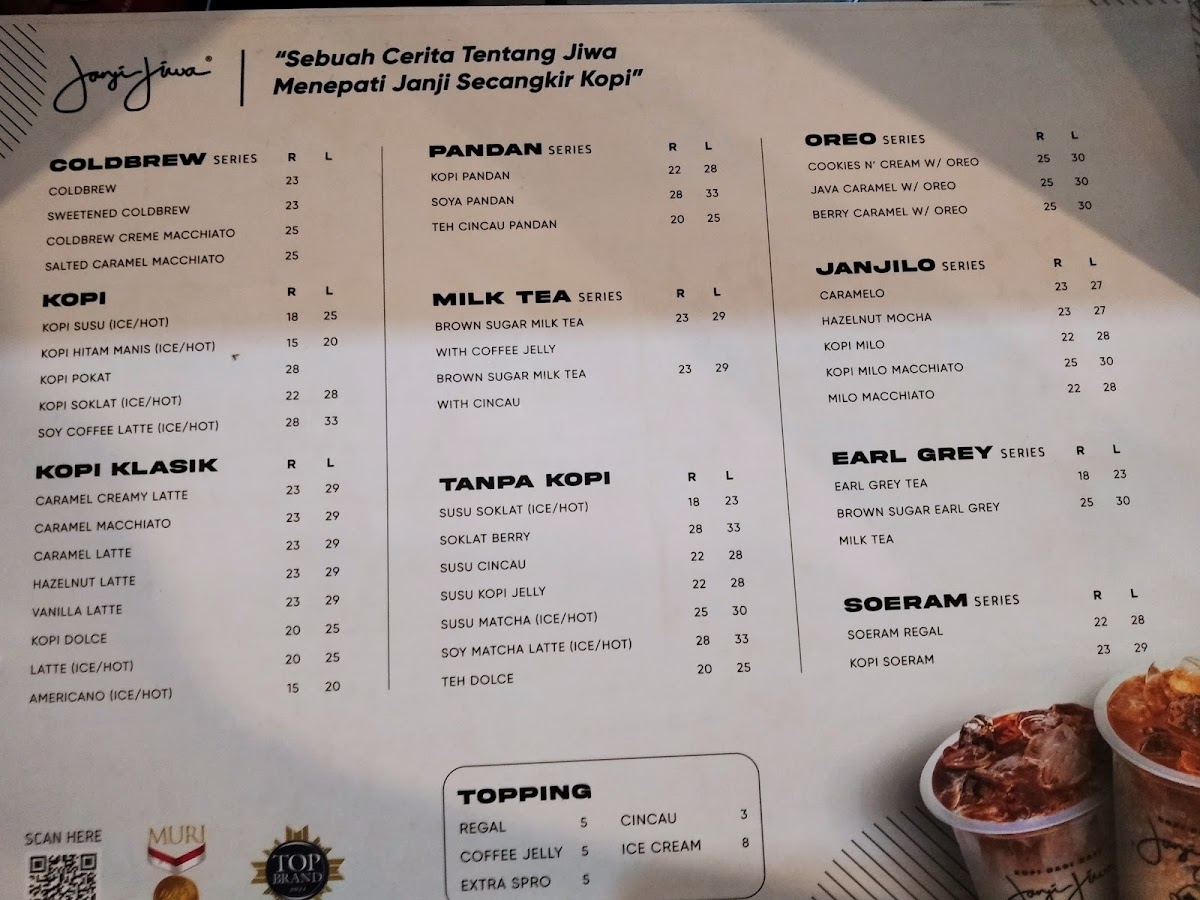 Janji Jiwa®
“Sebuah Cerita Tentang Jiwa
Menepati Janji Secangkir Kopi”
COLDBREW SERIES R L
COLDBREW 23
SWEETENED COLDBREW 23
COLDBREW CREME MACCHIATO 25
SALTED CARAMEL MACCHIATO 25
KOPI R L
KOPI SUSU (ICE/HOT) 18 25
KOPI HITAM MANIS (ICE/HOT) 15 20
KOPI POKAT 28
KOPI SOKLAT (ICE/HOT) 22 28
SOY COFFEE LATTE (ICE/HOT) 28 33
KOPI KLASIK R L
CARAMEL CREAMY LATTE 23 29
CARAMEL MACCHIATO 23 29
CARAMEL LATTE 23 29
HAZELNUT LATTE 23 29
VANILLA LATTE 23 29
KOPI DOLCE 20 25
LATTE (ICE/HOT) 20 25
AMERICANO (ICE/HOT) 15 20
PANDAN SERIES R L
KOPI PANDAN 22 28
SOYA PANDAN 28 33
TEH CINCAU PANDAN 20 25
MILK TEA SERIES R L
BROWN SUGAR MILK TEA 23 29
WITH COFFEE JELLY
BROWN SUGAR MILK TEA 23 29
WITH CINCAU
TANPA KOPI R L
SUSU SOKLAT (ICE/HOT) 18 23
SOKLAT BERRY 28 33
SUSU CINCAU 22 28
SUSU KOPI JELLY 22 28
SUSU MATCHA (ICE/HOT) 25 30
SOY MATCHA LATTE (ICE/HOT) 28 33
TEH DOLCE 20 25
OREO SERIES R L
COOKIES N' CREAM W/ OREO 25 30
JAVA CARAMEL W/ OREO 25 30
BERRY CARAMEL W/ OREO 25 30
JANJILO SERIES R L
CARAMELO 23 27
HAZELNUT MOCHA 23 27
KOPI MILO 22 28
KOPI MILO MACCHIATO 25 30
MILO MACCHIATO 22 28
EARL GREY SERIES R L
EARL GREY TEA 18 23
BROWN SUGAR EARL GREY 25 30
MILK TEA
SOERAM SERIES R L
SOERAM REGAL 22 28
KOPI SOERAM 23 29
TOPPING
REGAL 5 CINCAU 3
COFFEE JELLY 5 ICE CREAM 8
EXTRA SPRO 5
SCAN HERE
MURI
TOP
BRAND
KOPI DARI HATI
Janji Jiwa